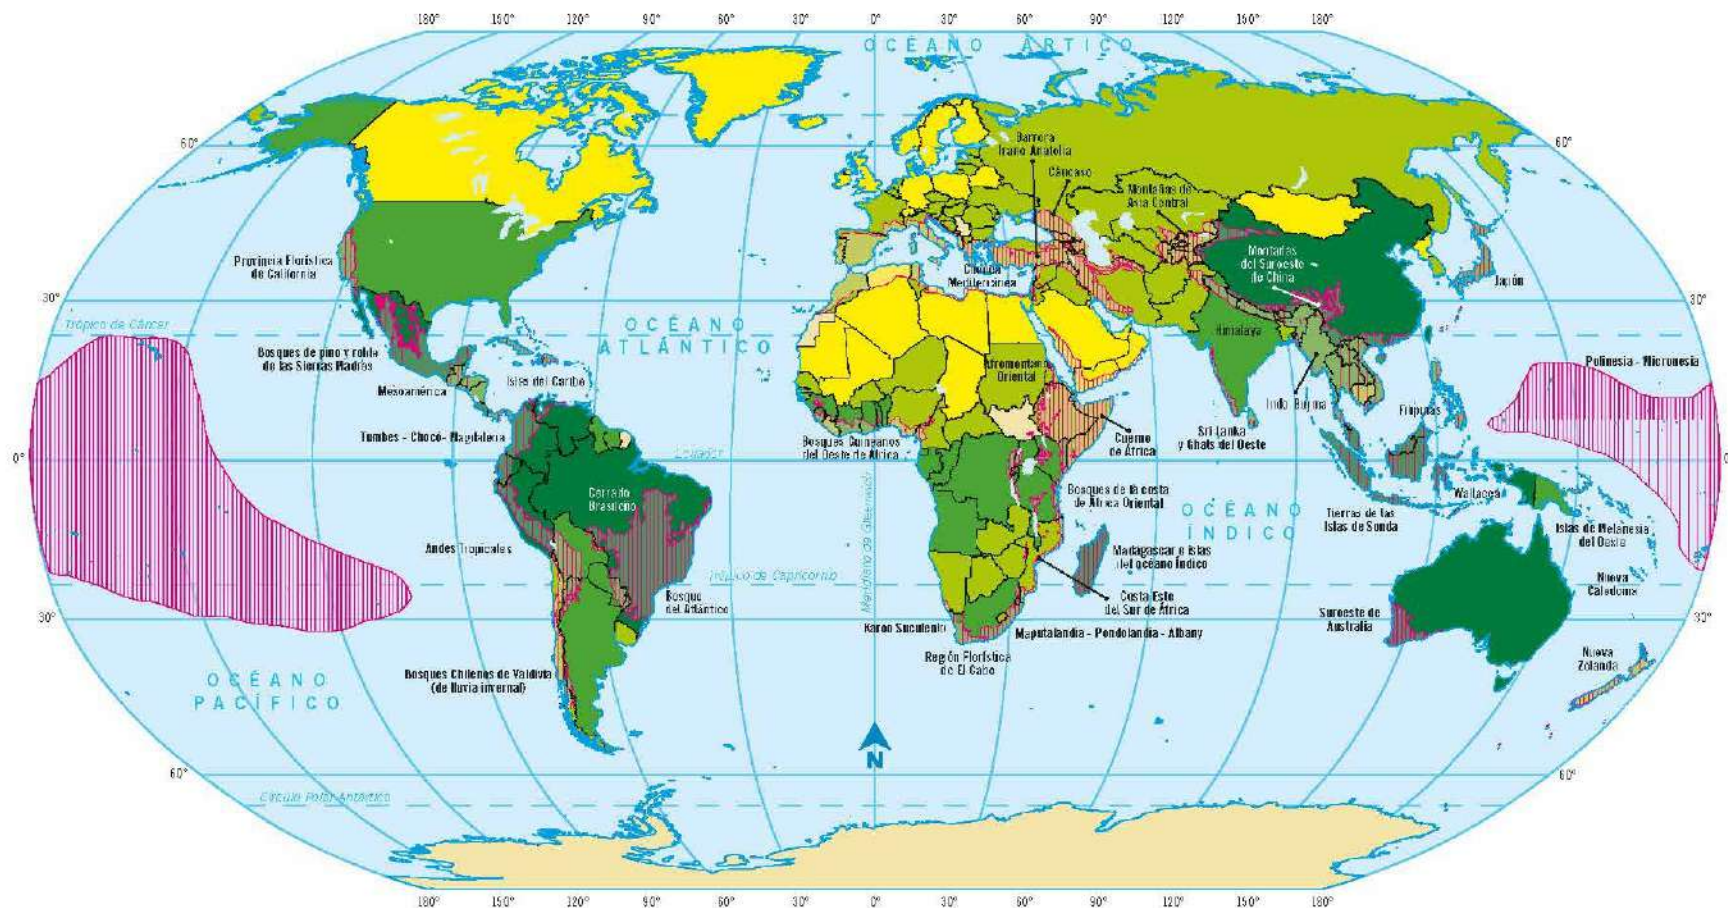 180° 150° 120° 90° 60° 30° 0° 30° 60° 90° 120° 150° 180°
OCÉANO ÁRTICO
60°
60°
Barrera
Irano Anatolia
Cáucaso
Montañas de
Asia Central
Provincia Florística
de California
Montañas
del Suroeste
de China
Cuenca
Mediterránea
Japón
30°
30°
Trópico de Cáncer
OCÉANO
ATLÁNTICO
Himalaya
Bosques de pino y roble
de las Sierras Madres
Islas del Caribe
Afromontano
Oriental
Polinesia - Micronesia
Mesoamérica
Indo Burma
Filipinas
Tumbes - Chocó- Magdalena
Bosques Guineanos
del Oeste de África
Cuerno
de África
Sri Lanka
y Ghats del Oeste
0°
Ecuador
Cerrado
Brasileño
Meridiano de Greenwich
Bosques de la costa
de África Oriental
OCÉANO
ÍNDICO
Wallacea
Tierras de las
Islas de Sonda
Islas de Melanesia
del Oeste
Andes Tropicales
Madagascar e islas
del océano Índico
Trópico de Capricornio
Bosque
del Atlántico
Costa Este
del Sur de África
Nueva
Caledonia
30°
30°
Suroeste de
Australia
Karoo Suculento
Maputalandia - Pondolandia - Albany
Región Florística
de El Cabo
Nueva
Zelanda
Bosques Chilenos de Valdivia
(de lluvia invernal)
OCÉANO
PACÍFICO
N
60°
60°
Círculo Polar Antártico
180° 150° 120° 90° 60° 30° 0° 30° 60° 90° 120° 150° 180°